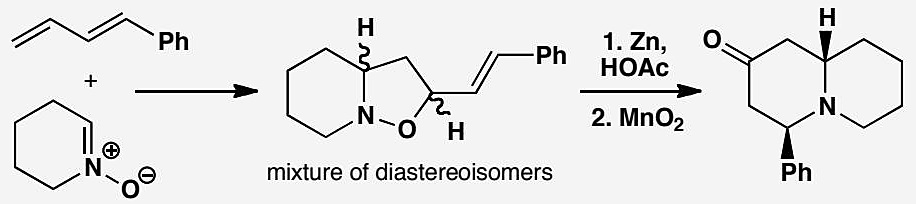 Ph
+
N
⊕
O
⊖
H
N
O
H
Ph
mixture of diastereoisomers
1. Zn,
HOAc
2. MnO₂
H
O
N
Ph